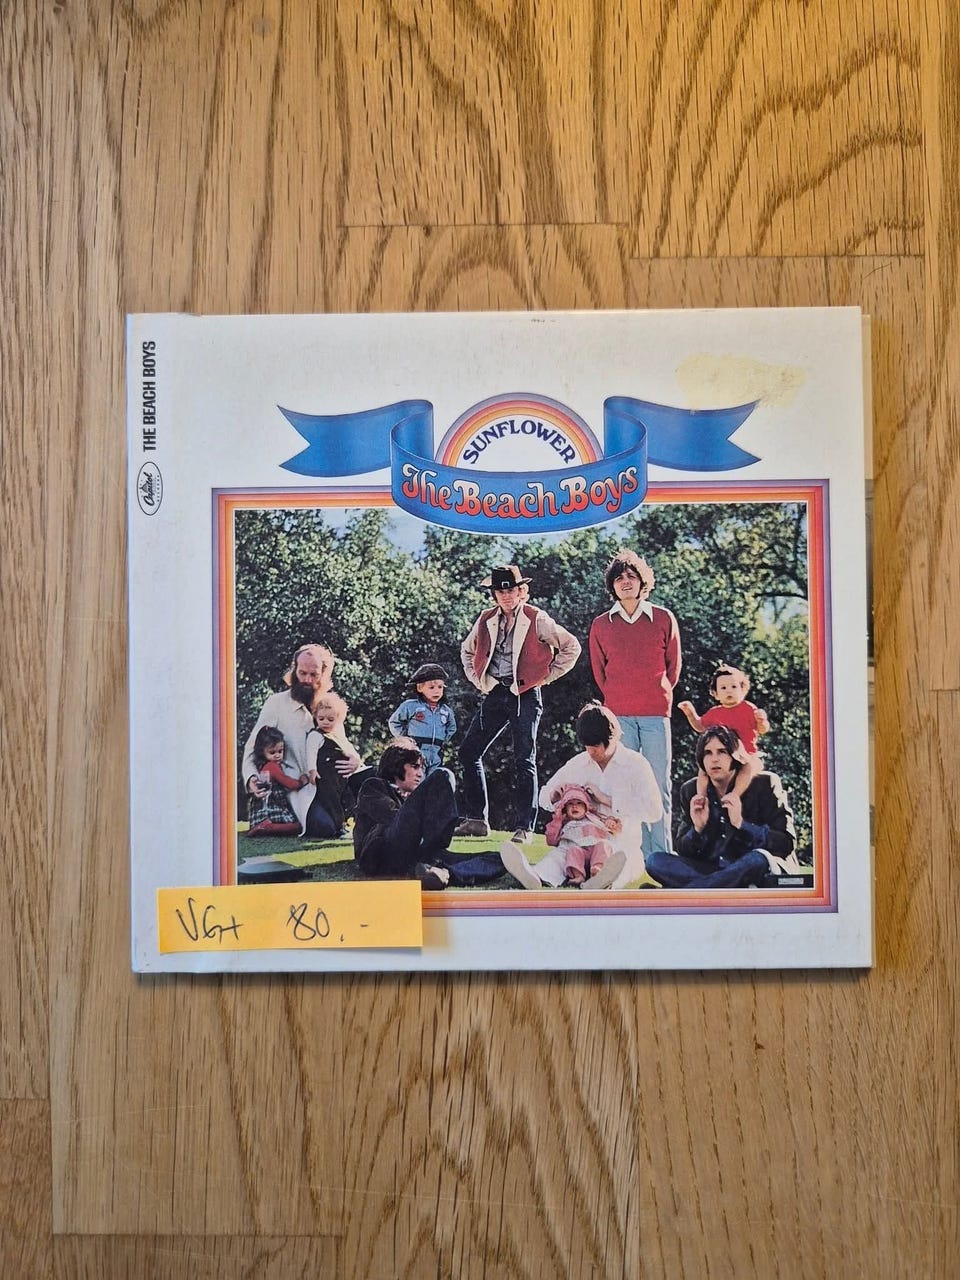 THE BEACH BOYS
Capitol
SUNFLOWER
The Beach Boys
VG+ 80,-